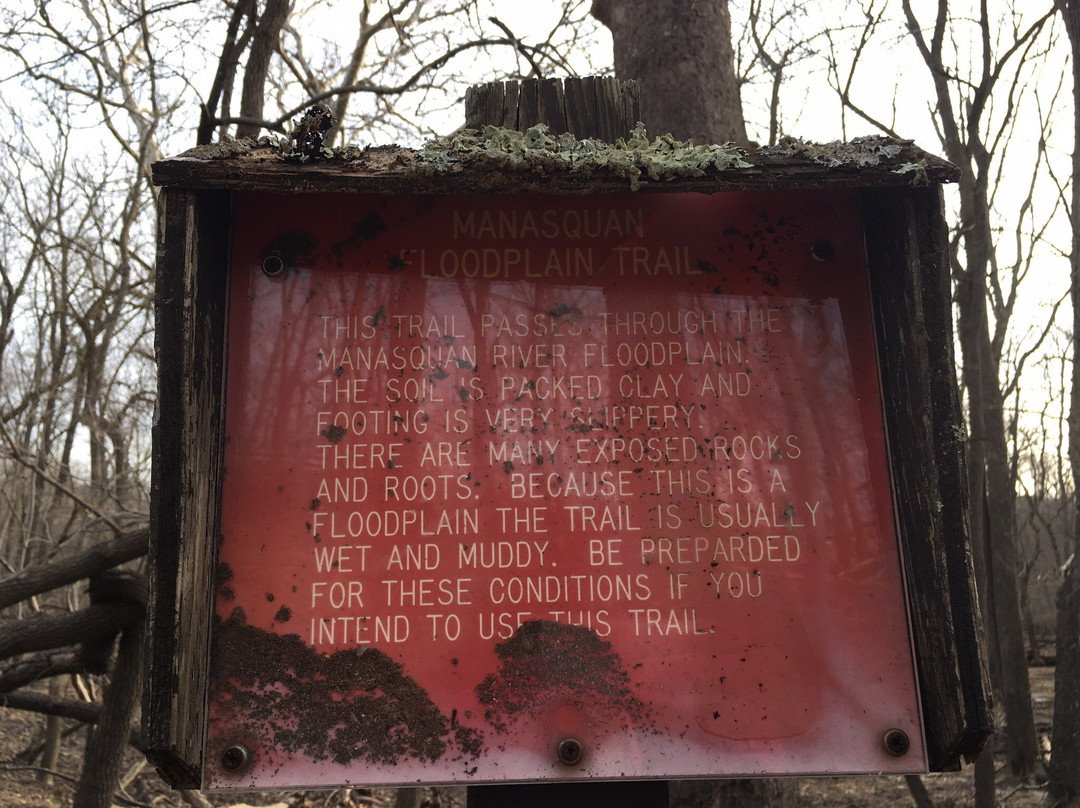 MANASQUAN
FLOODPLAIN TRAIL
THIS TRAIL PASSES THROUGH THE
MANASQUAN RIVER FLOODPLAIN.
THE SOIL IS PACKED CLAY AND
FOOTING IS VERY SLIPPERY.
THERE ARE MANY EXPOSED ROCKS
AND ROOTS. BECAUSE THIS IS A
FLOODPLAIN THE TRAIL IS USUALLY
WET AND MUDDY. BE PREPARDED
FOR THESE CONDITIONS IF YOU
INTEND TO USE THIS TRAIL.